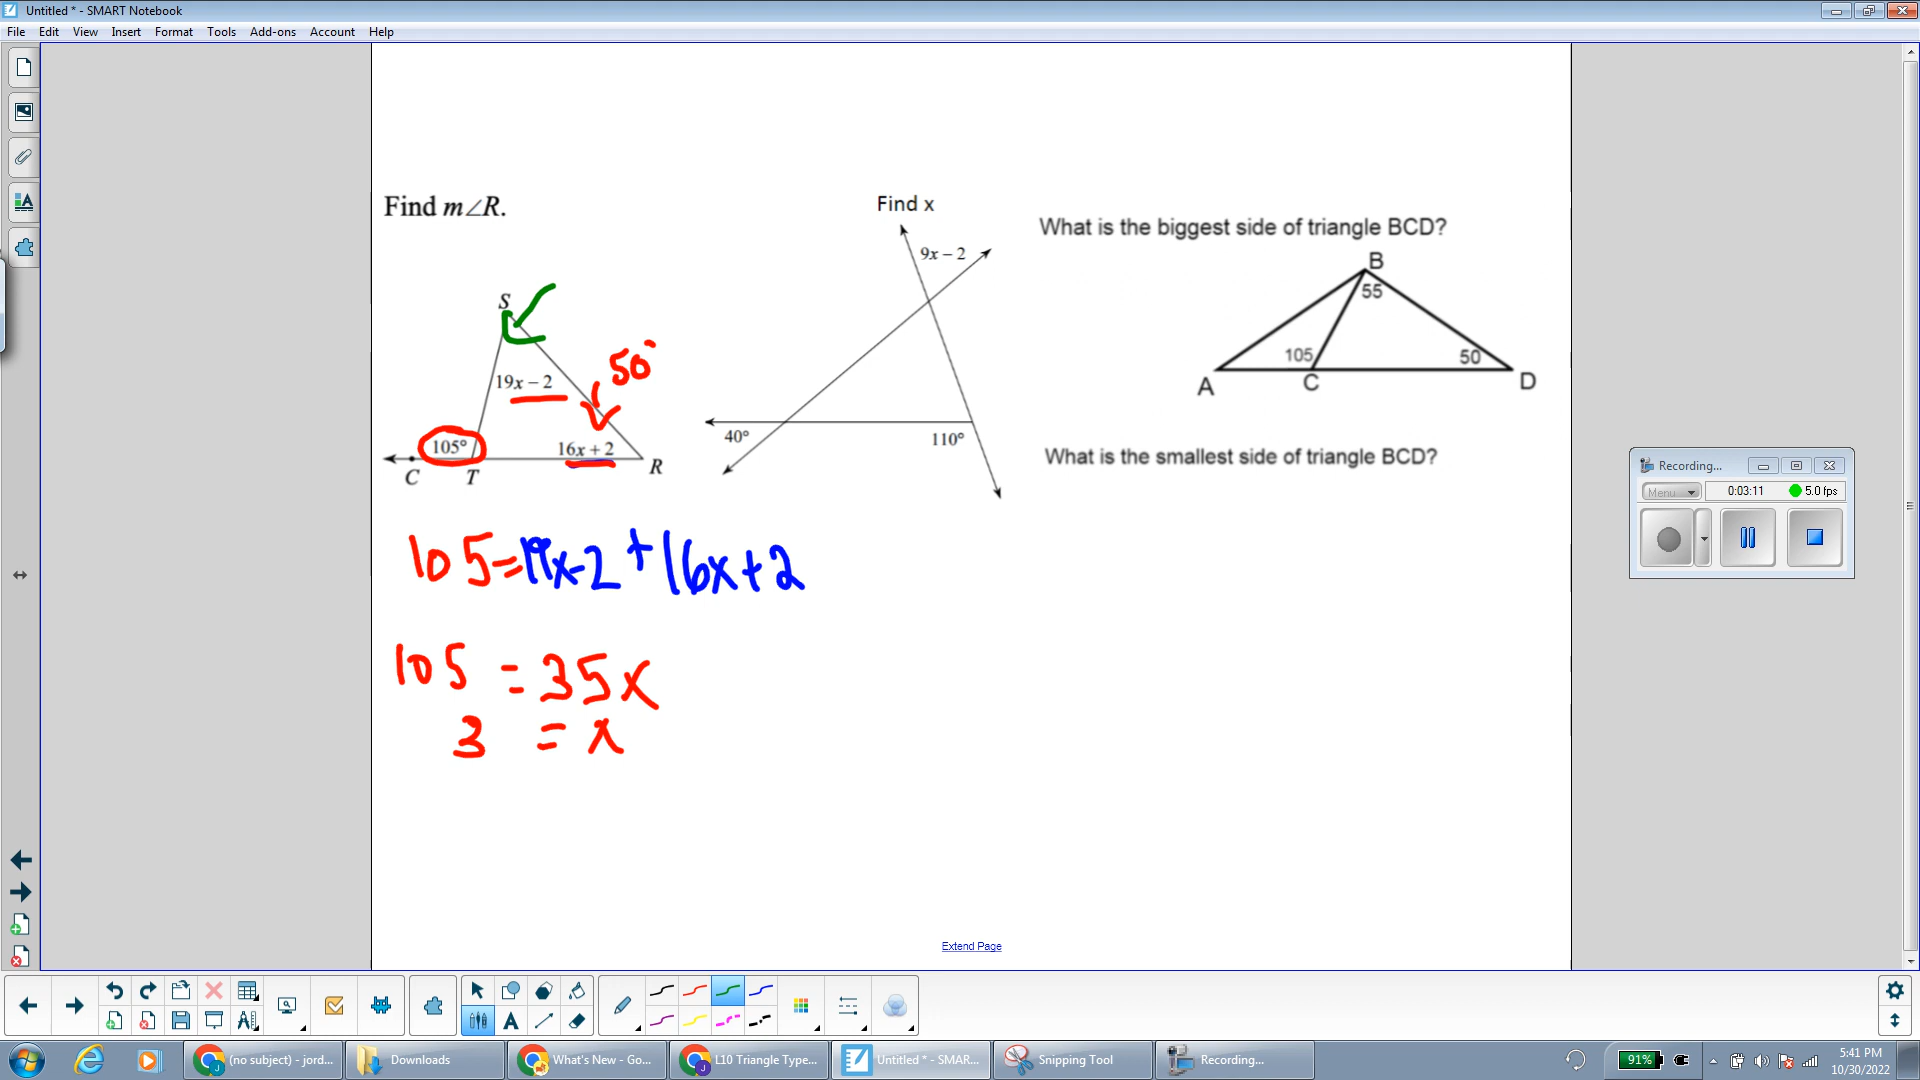 Untitled * - SMART Notebook
File Edit View Insert Format Tools Add-ons Account Help
Find m∠R.
S
50°
19x – 2
105°
16x + 2
C
T
R
105=19x-2+16x+2
105 = 35x
3 = x
Find x
9x – 2
40°
110°
What is the biggest side of triangle BCD?
B
55
105
50
A
C
D
What is the smallest side of triangle BCD?
Recording...
Menu
0:03:11
5.0 fps
Extend Page
(no subject) - jord...
Downloads
What's New - Go...
L10 Triangle Type...
Untitled * - SMAR...
Snipping Tool
Recording...
91%
5:41 PM
10/30/2022